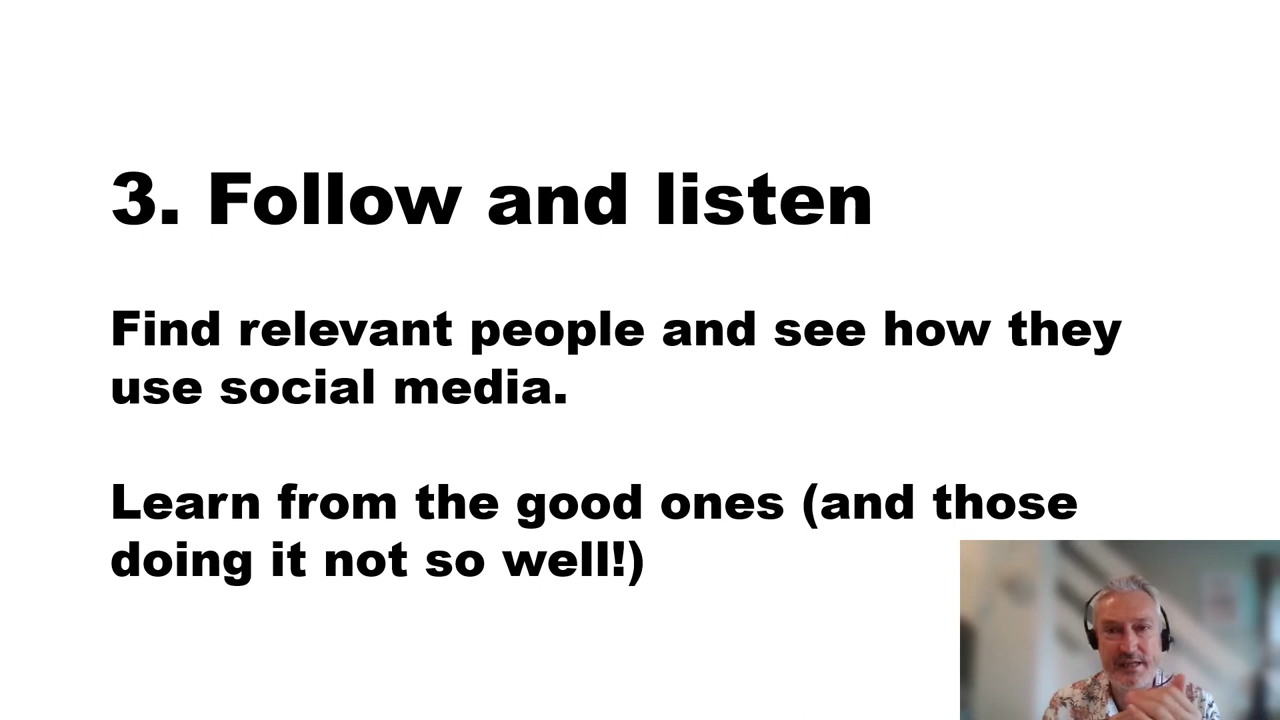 3. Follow and listen
Find relevant people and see how they
use social media.
Learn from the good ones (and those
doing it not so well!)